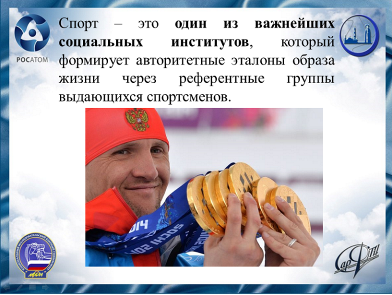 Спорт – это один из важнейших
социальных институтов, который
формирует авторитетные эталоны образа
жизни через референтные группы
выдающихся спортсменов.
РОСАТОМ